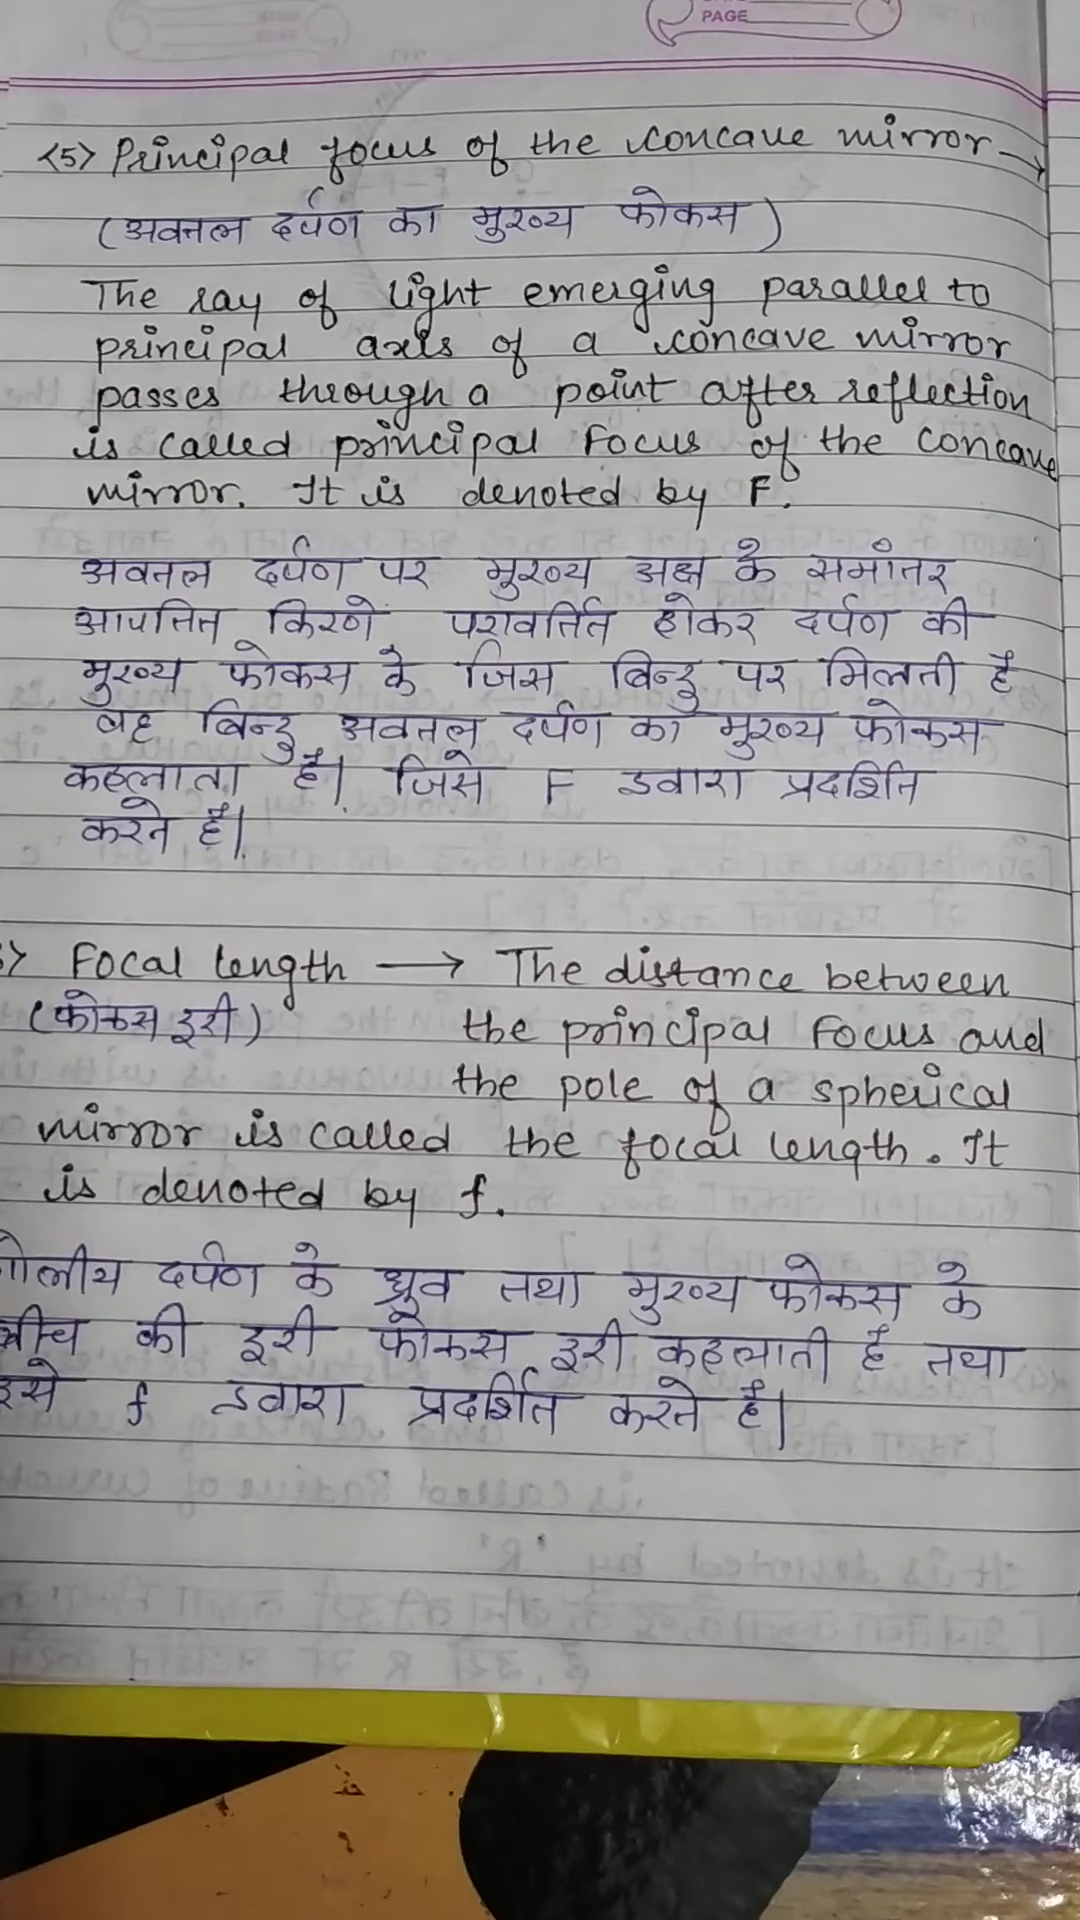 PAGE
<5> Principal focus of the concave mirror →
(अवतल दर्पण का मुख्य फोकस)
The ray of light emerging parallel to
principal axis of a concave mirror
passes through a point after reflection
is called principal Focus of the concave
mirror. It is denoted by F.
अवतल दर्पण पर मुख्य अक्ष के समांतर
आपतित किरणें परावर्तित होकर दर्पण की
मुख्य फोकस के जिस बिन्दु पर मिलती है
वह बिन्दु अवतल दर्पण का मुख्य फोकस
कहलाता है। जिसे F डवारा प्रदर्शित
करते है।
> Focal length → The distance between
(फोकस दूरी) the principal Focus and
the pole of a spherical
mirror is called the focal length. It
is denoted by f.
गोलीय दर्पण के ध्रुव तथा मुख्य फोकस के
बीच की दूरी फोकस दूरी कहलाती है तथा
इसे f डवारा प्रदर्शित करते है।